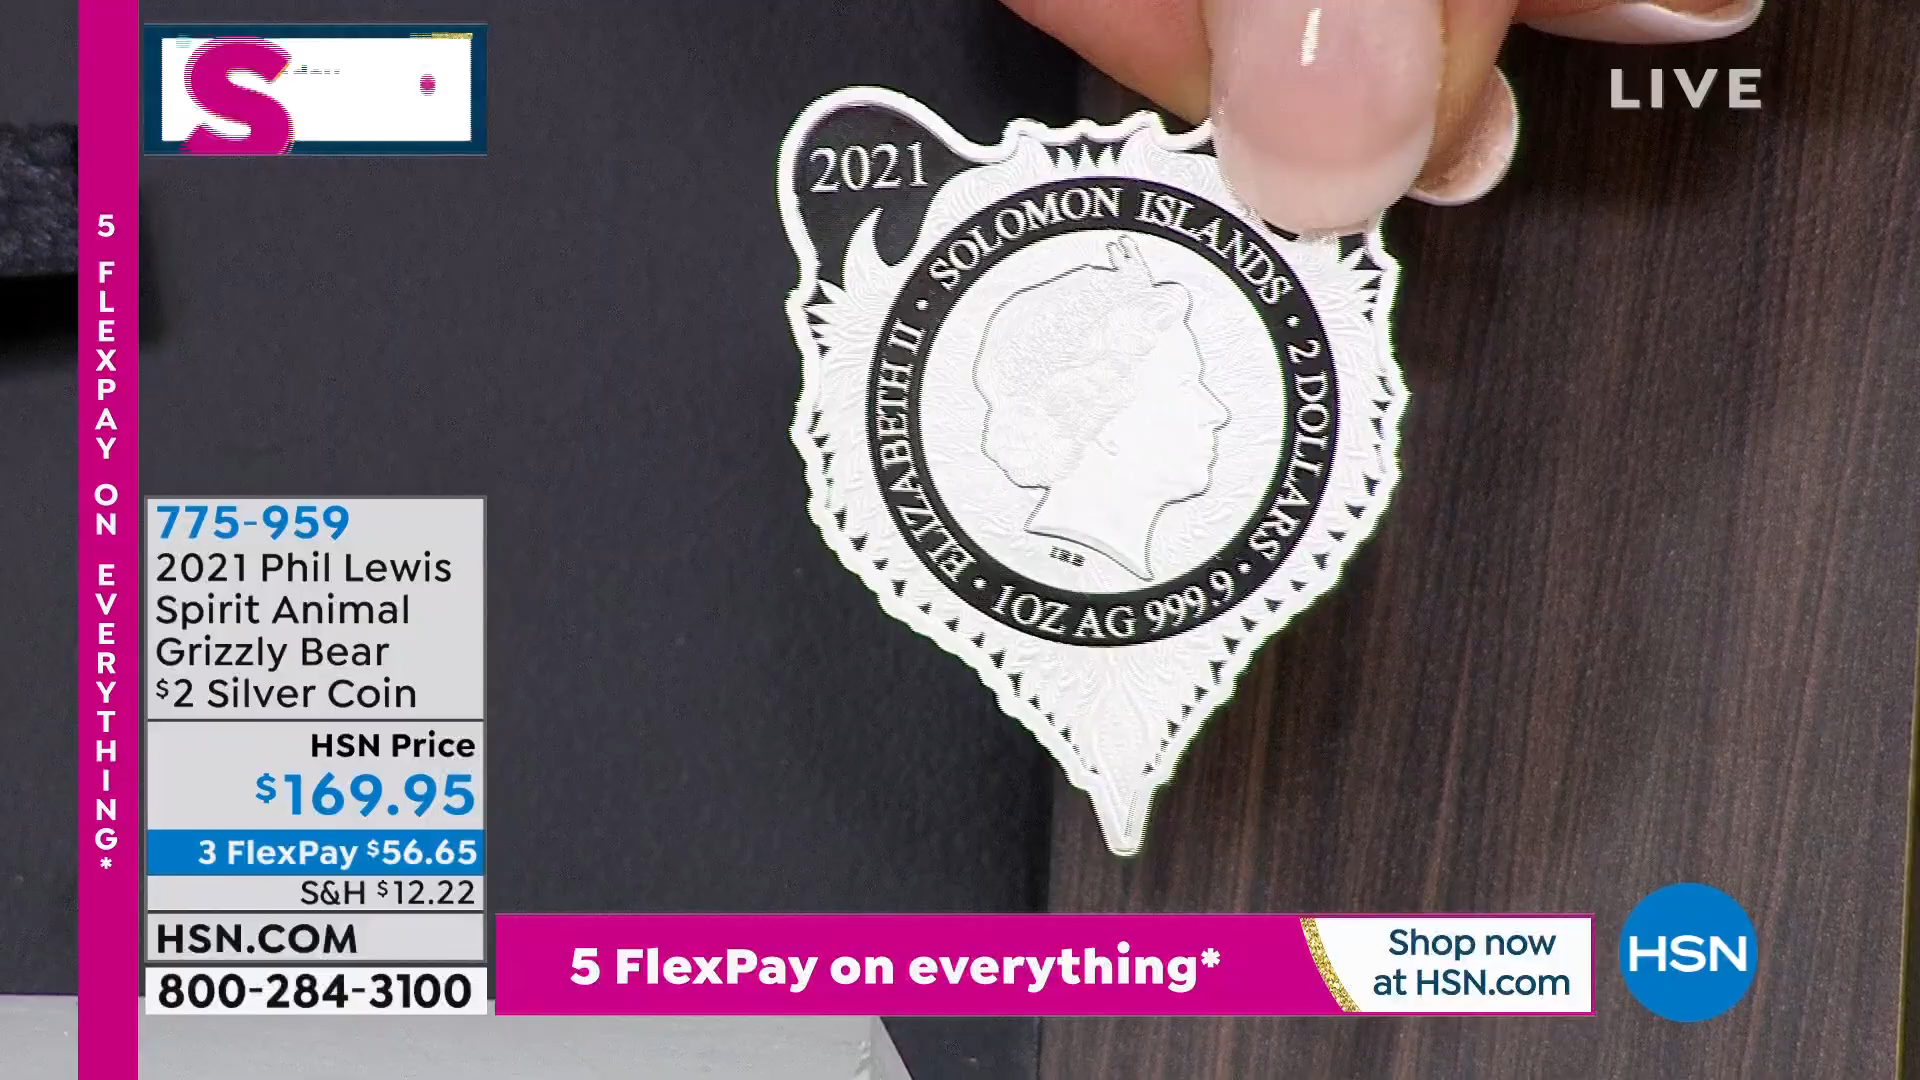 LIVE
S
5 FLEXPAY ON EVERYTHING*
2021
ELIZABETH II • SOLOMON ISLANDS • 2 DOLLARS • 1OZ AG 999.9 •
IRB
775-959
2021 Phil Lewis
Spirit Animal
Grizzly Bear
$2 Silver Coin
HSN Price
$169.95
3 FlexPay $56.65
S&H $12.22
HSN.COM
800-284-3100
5 FlexPay on everything*
Shop now
at HSN.com
HSN